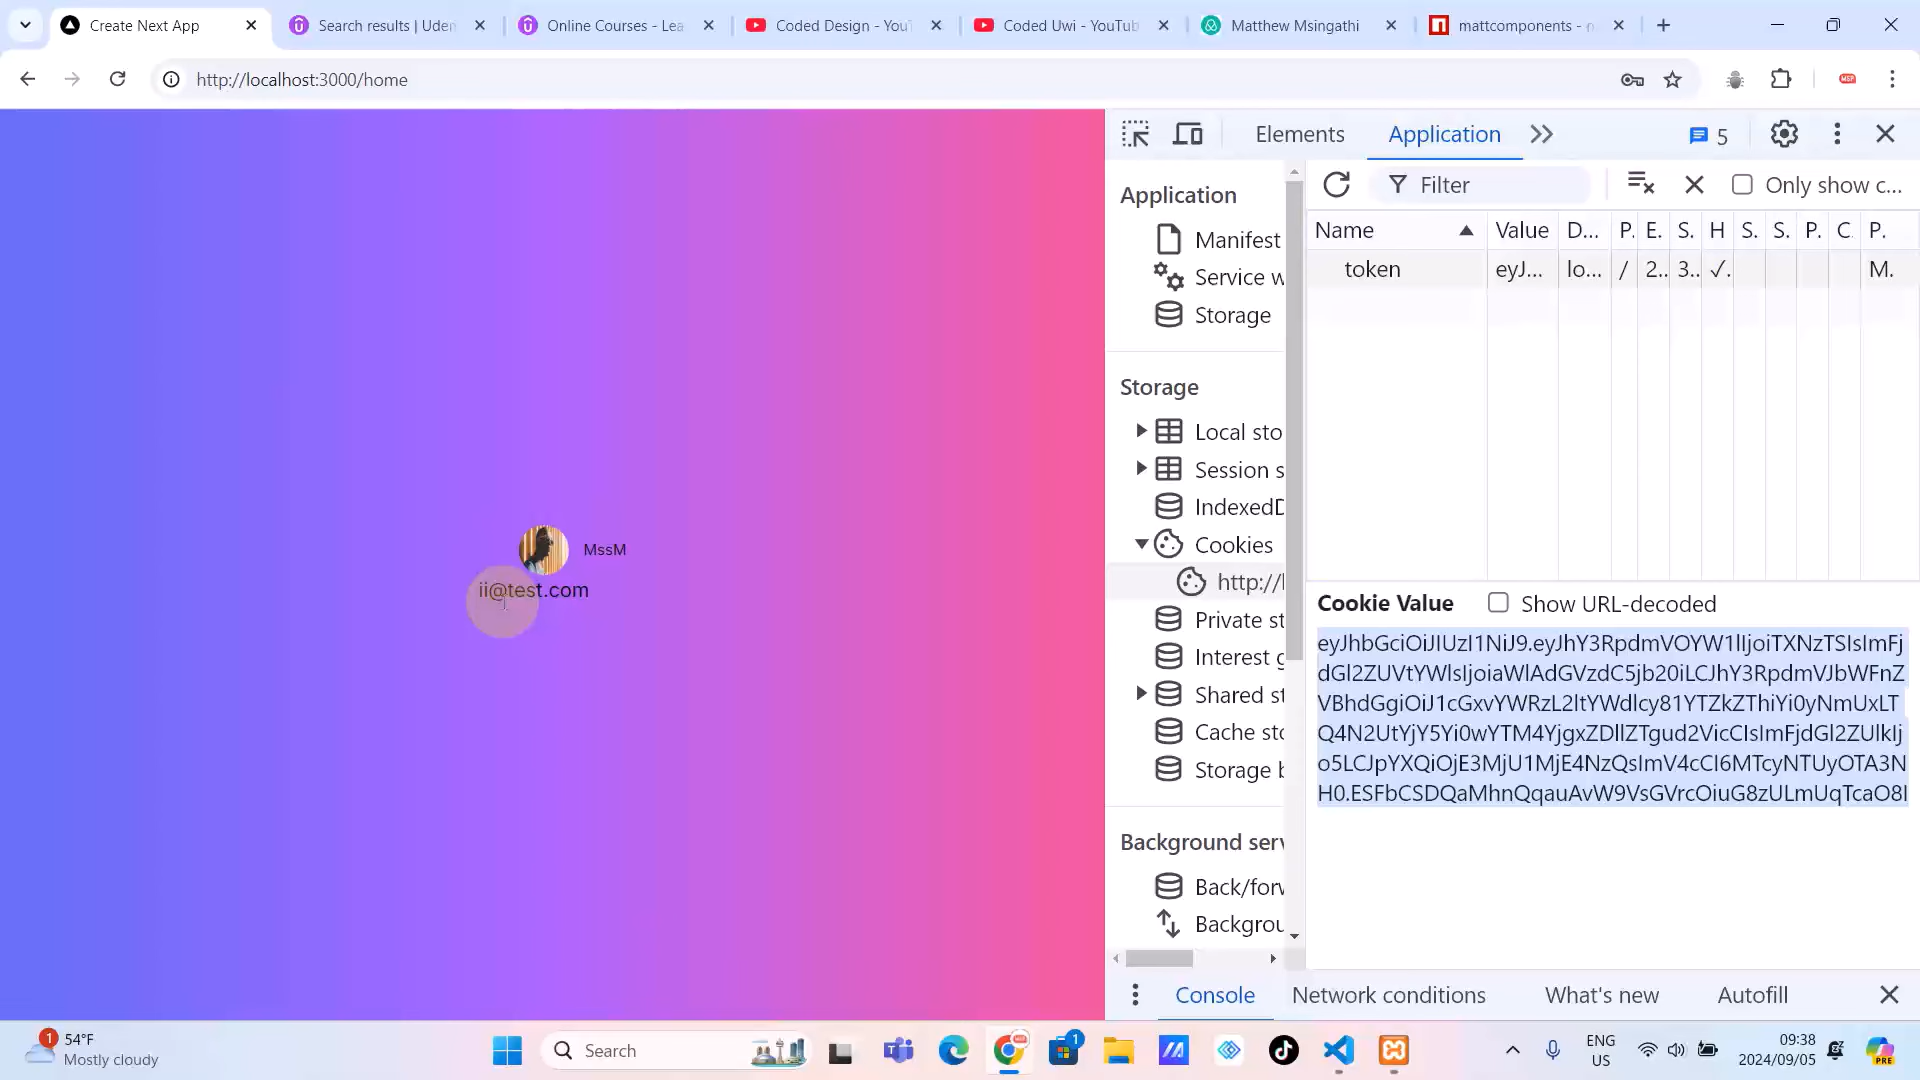 Create Next App
Search results | Uden
Online Courses - Lea
Coded Design - YouT
Coded Uwi - YouTub
Matthew Msingathi
mattcomponents - n
http://localhost:3000/home
Elements
Application
5
Application
Manifest
Service w
Storage
Storage
Local sto
Session s
IndexedD
Cookies
http://l
Private st
Interest g
Shared st
Cache sto
Storage b
Background serv
Back/forw
Backgrou
Filter
Only show c...
Name Value D... P. E. S. H S. S. P. C. P.
token eyJ... lo... / 2.. 3.. ✓. M.
Cookie Value
Show URL-decoded
eyJhbGciOiJIUzI1NiJ9.eyJhY3RpdmVOYW1lIjoiTXNzTSIsImFj
dGl2ZUVtYWlsIjoiaWlAdGVzdC5jb20iLCJhY3RpdmVJbWFnZ
VBhdGgiOiJ1cGxvYWRzL2ltYWdlcy81YTZkZThiYi0yNmUxLT
Q4N2UtYjY5Yi0wYTM4YjgxZDllZTgud2VicCIsImFjdGl2ZUlkIj
o5LCJpYXQiOjE3MjU1MjE4NzQsImV4cCI6MTcyNTUyOTA3N
H0.ESFbCSDQaMhnQqauAvW9VsGVrcOiuG8zULmUqTcaO8I
MssM
ii@test.com
Console
Network conditions
What's new
Autofill
1
54°F
Mostly cloudy
Search
1
ENG
US
09:38
2024/09/05
PRE